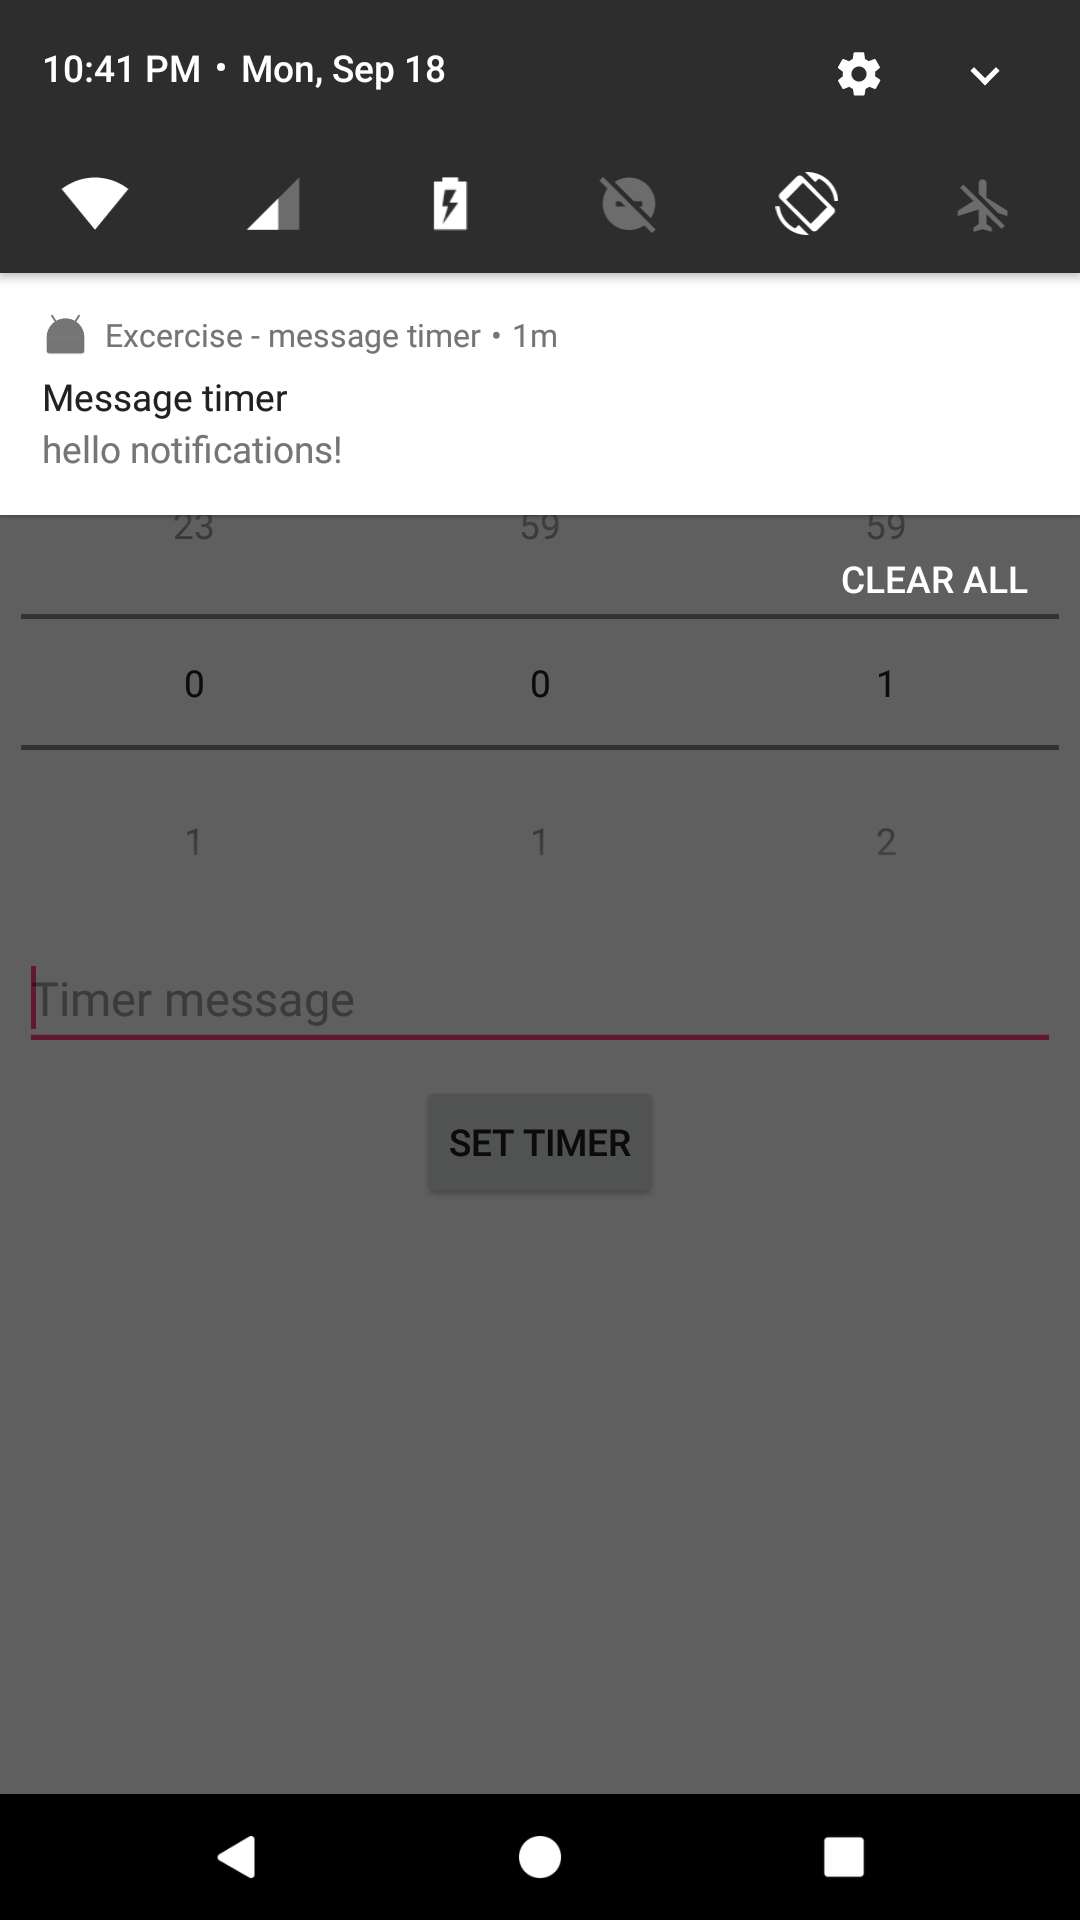 10:41 PM • Mon, Sep 18
Excercise - message timer • 1m
Message timer
hello notifications!
23 59 59
CLEAR ALL
0 0 1
1 1 2
Timer message
SET TIMER